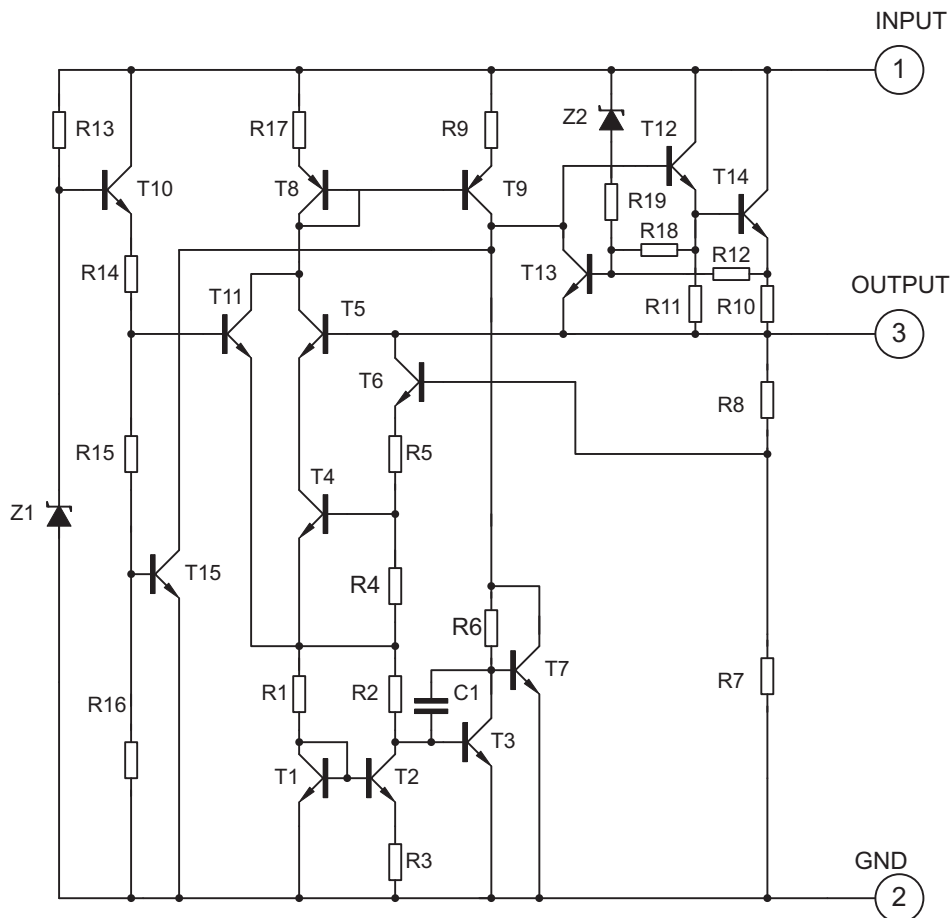 INPUT
1
R13
R17
R9
Z2
T12
T10
T8
T9
T14
R19
R18
R12
R14
T13
T11
T5
R11
R10
OUTPUT
3
T6
R8
R15
R5
T4
Z1
T15
R4
R6
T7
R1
R2
C1
R7
R16
T3
T1
T2
R3
GND
2